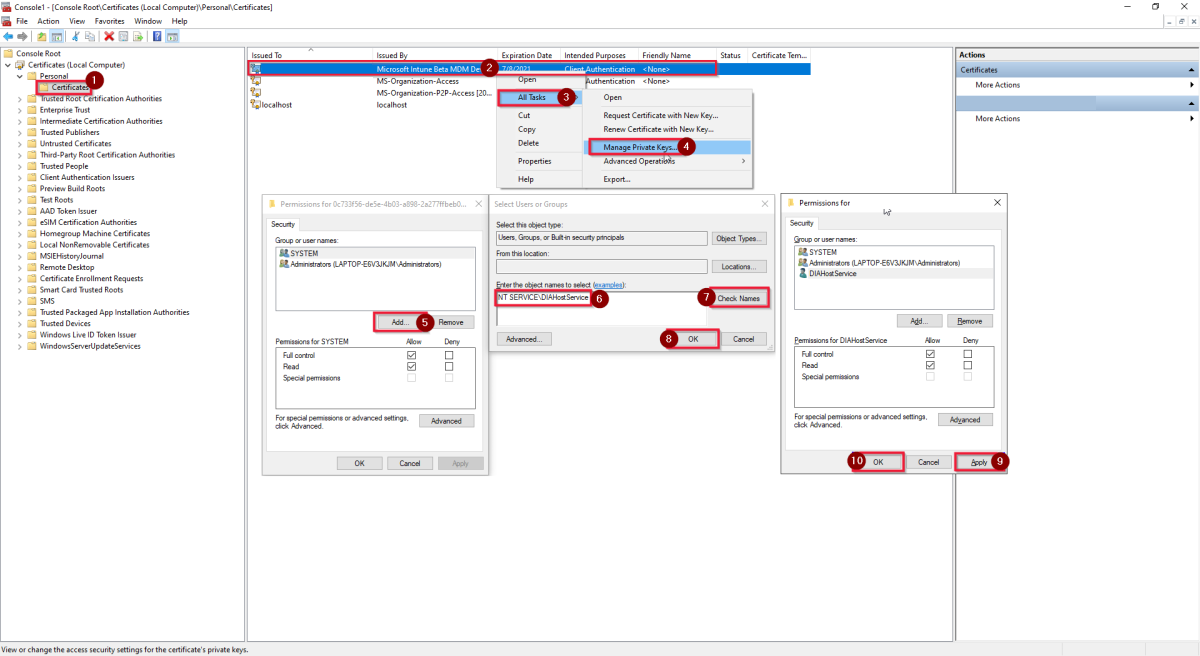 Console1 - [Console Root\Certificates (Local Computer)\Personal\Certificates]
File Action View Favorites Window Help
Console Root
Certificates (Local Computer)
Personal
Certificates
1
Trusted Root Certification Authorities
Enterprise Trust
Intermediate Certification Authorities
Trusted Publishers
Untrusted Certificates
Third-Party Root Certification Authorities
Trusted People
Client Authentication Issuers
Preview Build Roots
Test Roots
AAD Token Issuer
eSIM Certification Authorities
Homegroup Machine Certificates
Local NonRemovable Certificates
MSIEHistoryJournal
Remote Desktop
Certificate Enrollment Requests
Smart Card Trusted Roots
SMS
Trusted Packaged App Installation Authorities
Trusted Devices
Windows Live ID Token Issuer
WindowsServerUpdateServices
Issued To Issued By Expiration Date Intended Purposes Friendly Name Status Certificate Tem...
Microsoft Intune Beta MDM De 2 7/8/2021 Client Authentication <None>
MS-Organization-Access Authentication <None>
MS-Organization-P2P-Access [20...
localhost localhost
Open
All Tasks 3
Cut
Copy
Delete
Properties
Help
Open
Request Certificate with New Key...
Renew Certificate with New Key...
Manage Private Keys... 4
Advanced Operations
Export...
Actions
Certificates
More Actions
More Actions
Permissions for 0c733f56-de5e-4b03-a898-2a277ffbeb0...
Security
Group or user names:
SYSTEM
Administrators (LAPTOP-E6V3JKJM\Administrators)
Add... 5 Remove
Permissions for SYSTEM Allow Deny
Full control
Read
Special permissions
For special permissions or advanced settings,
click Advanced.
Advanced
OK Cancel Apply
Select Users or Groups
Select this object type:
Users, Groups, or Built-in security principals
Object Types...
From this location:
Locations...
Enter the object names to select (examples):
NT SERVICE\DIAHostService 6
7 Check Names
Advanced...
8 OK Cancel
Permissions for
Security
Group or user names:
SYSTEM
Administrators (LAPTOP-E6V3JKJM\Administrators)
DIAHostService
Add... Remove
Permissions for DIAHostService Allow Deny
Full control
Read
Special permissions
For special permissions or advanced settings,
click Advanced.
Advanced
10 OK Cancel Apply 9
View or change the access security settings for the certificate's private keys.